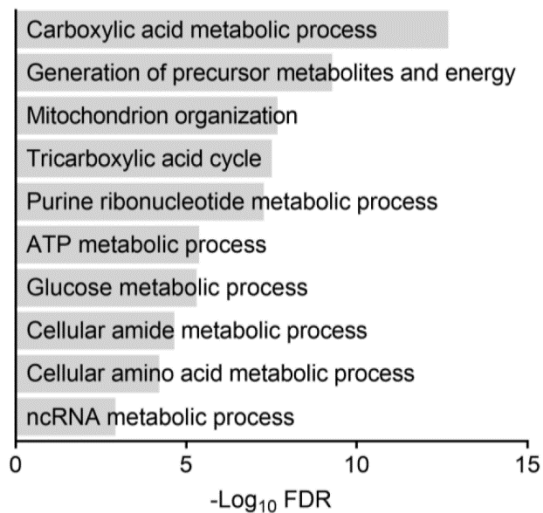 Carboxylic acid metabolic process
Generation of precursor metabolites and energy
Mitochondrion organization
Tricarboxylic acid cycle
Purine ribonucleotide metabolic process
ATP metabolic process
Glucose metabolic process
Cellular amide metabolic process
Cellular amino acid metabolic process
ncRNA metabolic process
0 5 10 15
-Log₁₀ FDR